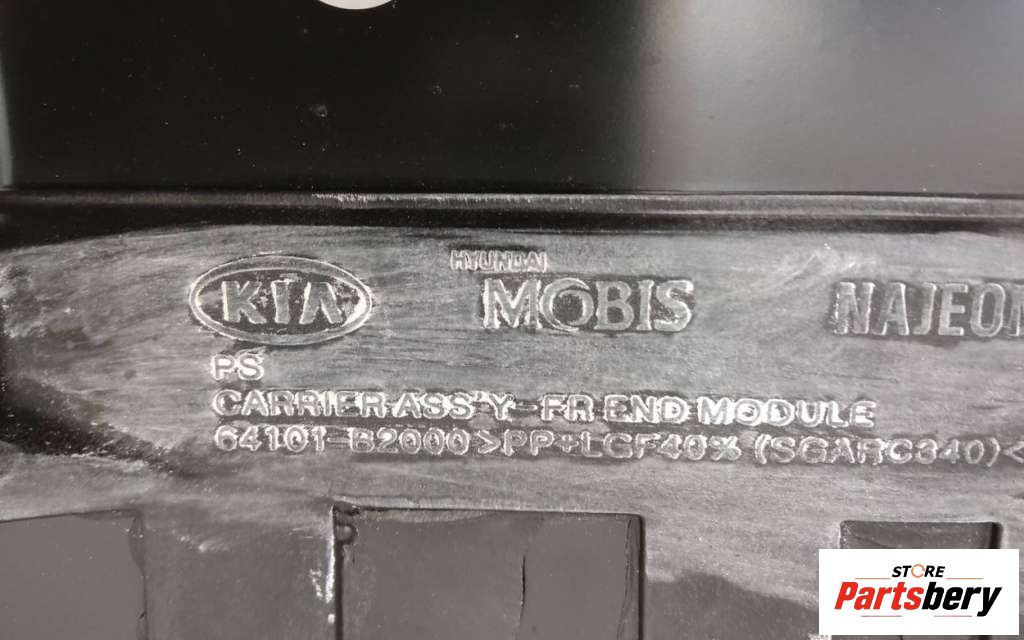 KIA
HYUNDAI
MOBIS
NAJEON
PS
CARRIER ASS'Y-FR END MODULE
64101-B2000>PP+LGF40% (SGARC340)<
STORE
Partsbery